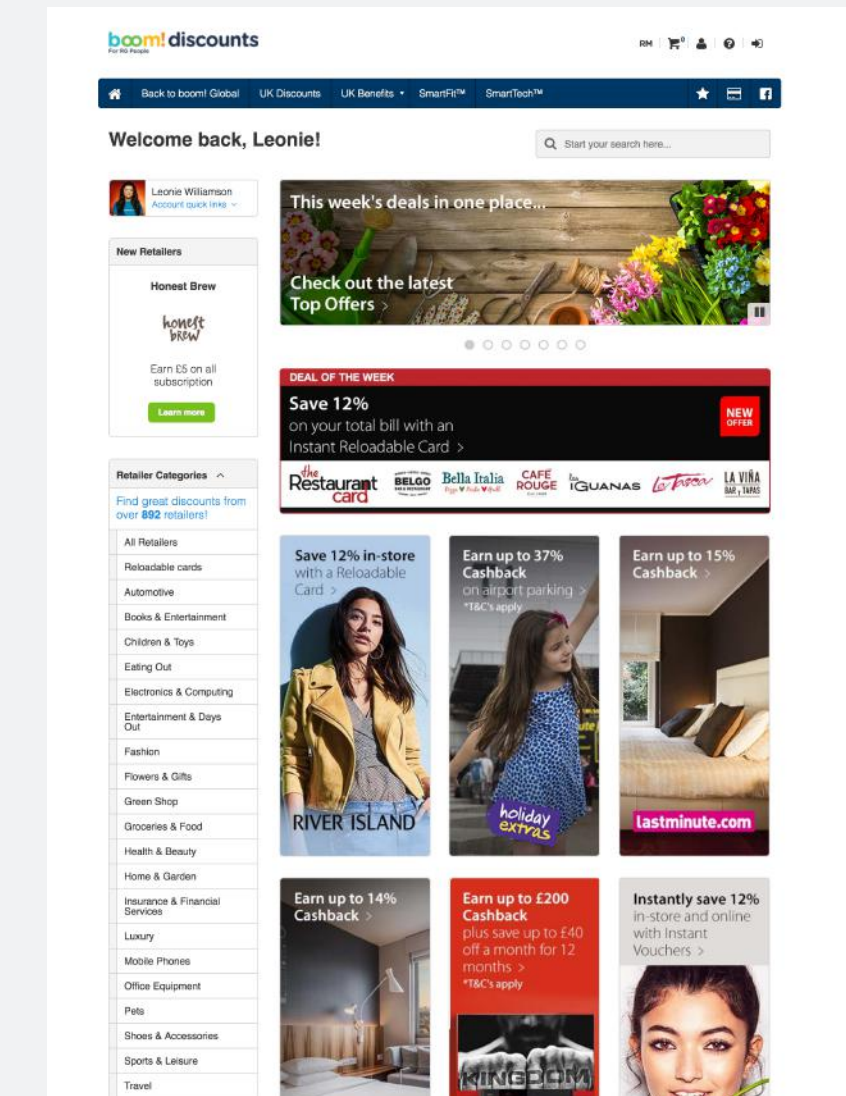 boom! discounts
For RG People
RM
0
Back to boom! Global
UK Discounts
UK Benefits
SmartFit™
SmartTech™
Welcome back, Leonie!
Start your search here...
Leonie Williamson
Account quick links
New Retailers
Honest Brew
honest
brew
Earn £5 on all
subscription
Learn more
Retailer Categories
Find great discounts from
over 892 retailers!
All Retailers
Reloadable cards
Automotive
Books & Entertainment
Children & Toys
Eating Out
Electronics & Computing
Entertainment & Days
Out
Fashion
Flowers & Gifts
Green Shop
Groceries & Food
Health & Beauty
Home & Garden
Insurance & Financial
Services
Luxury
Mobile Phones
Office Equipment
Pets
Shoes & Accessories
Sports & Leisure
Travel
This week's deals in one place...
Check out the latest
Top Offers >
DEAL OF THE WEEK
Save 12%
on your total bill with an
Instant Reloadable Card >
NEW
OFFER
the Restaurant card
BELGO
Bella Italia
CAFÉ
ROUGE
las IGUANAS
La Tasca
LA VIÑA
BAR y TAPAS
Save 12% in-store
with a Reloadable
Card >
RIVER ISLAND
Earn up to 37%
Cashback
on airport parking >
*T&C's apply
holiday
extras
Earn up to 15%
Cashback >
lastminute.com
Earn up to 14%
Cashback >
Earn up to £200
Cashback
plus save up to £40
off a month for 12
months >
*T&C's apply
KINGDOM
Instantly save 12%
in-store and online
with Instant
Vouchers >